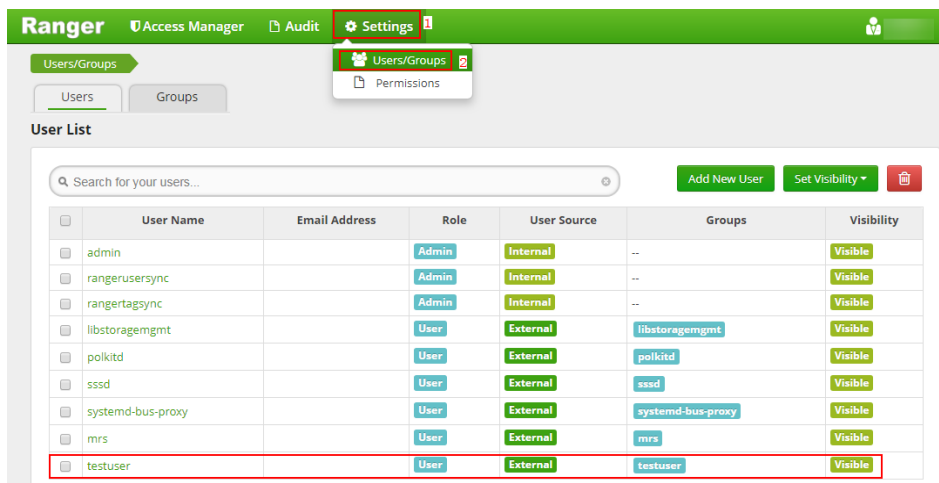 Ranger Access Manager Audit Settings 1
Users/Groups 2
Permissions
Users/Groups
Users Groups
User List
Search for your users...
Add New User Set Visibility
User Name Email Address Role User Source Groups Visibility
admin Admin Internal -- Visible
rangerusersync Admin Internal -- Visible
rangertagsync Admin Internal -- Visible
libstoragemgmt User External libstoragemgmt Visible
polkitd User External polkitd Visible
sssd User External sssd Visible
systemd-bus-proxy User External systemd-bus-proxy Visible
mrs User External mrs Visible
testuser User External testuser Visible